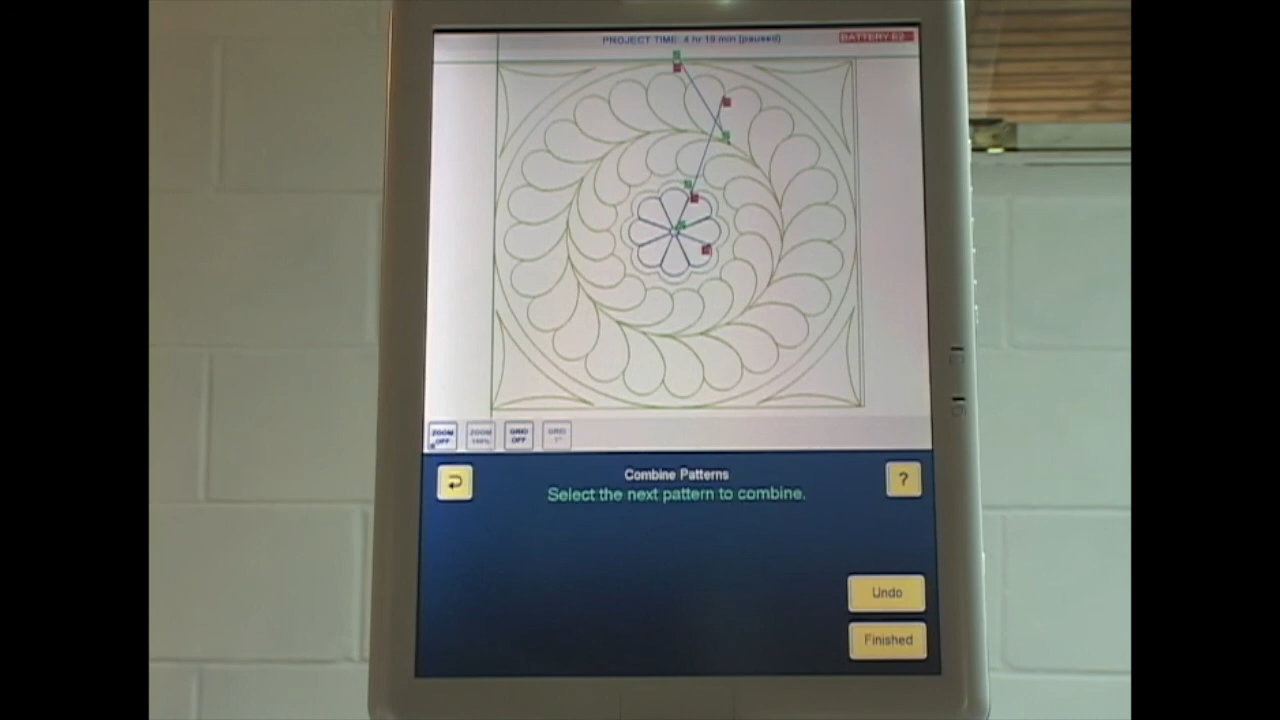 PROJECT TIME: 4 hr 19 min (paused)
BATTERY E2
ZOOM OFF
ZOOM 100%
GRID OFF
GRID 1"
Combine Patterns
?
Select the next pattern to combine.
Undo
Finished